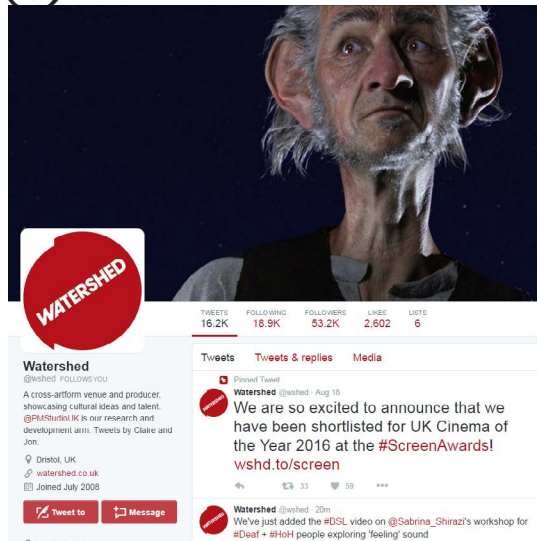 WATERSHED
TWEETS FOLLOWING FOLLOWERS LIKES LISTS
16.2K 18.9K 53.2K 2,602 6
Watershed
@wshed FOLLOWS YOU
A cross-artform venue and producer,
showcasing cultural ideas and talent.
@PMStudioUK is our research and
development arm. Tweets by Claire and
Jon.
Bristol, UK
watershed.co.uk
Joined July 2008
Tweet to Message
Tweets Tweets & replies Media
Pinned Tweet
WATERSHED
Watershed @wshed · Aug 18
We are so excited to announce that we
have been shortlisted for UK Cinema of
the Year 2016 at the #ScreenAwards!
wshd.to/screen
33 59
WATERSHED
Watershed @wshed · 20m
We've just added the #DSL video on @Sabrina_Shirazi's workshop for
#Deaf + #HoH people exploring 'feeling' sound